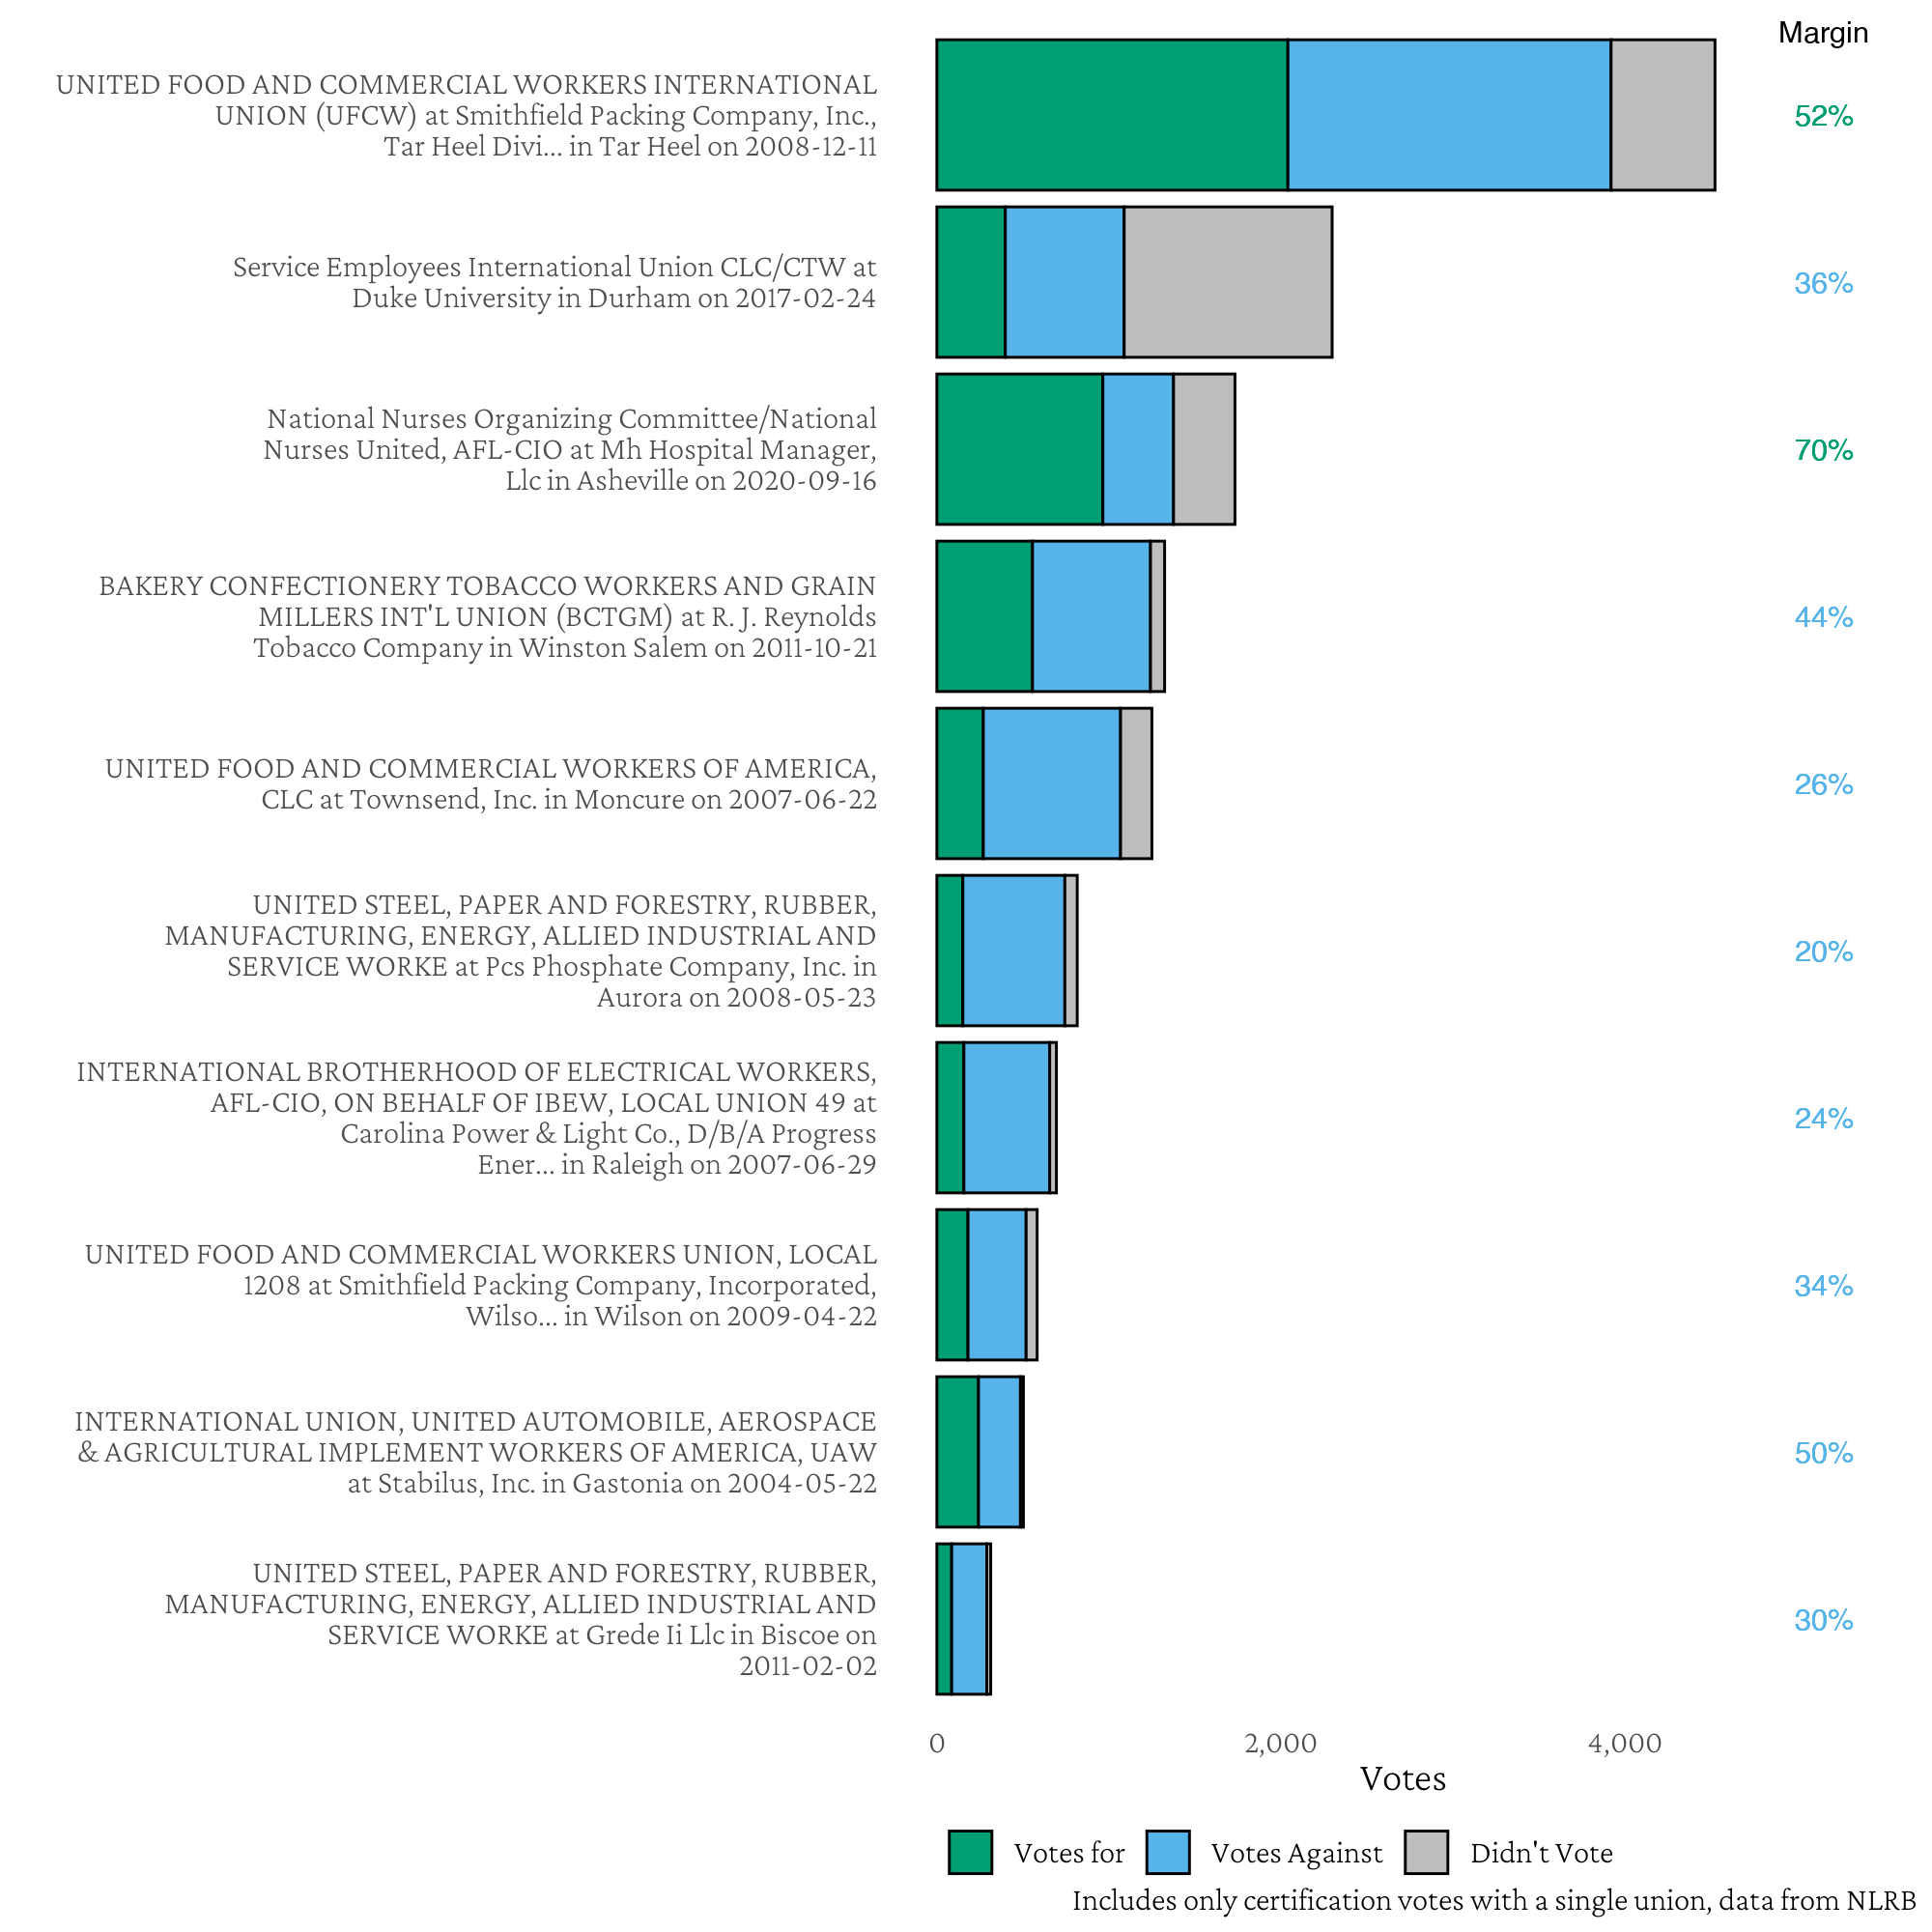 Margin
UNITED FOOD AND COMMERCIAL WORKERS INTERNATIONAL
UNION (UFCW) at Smithfield Packing Company, Inc.,
Tar Heel Divi... in Tar Heel on 2008-12-11
52%
Service Employees International Union CLC/CTW at
Duke University in Durham on 2017-02-24
36%
National Nurses Organizing Committee/National
Nurses United, AFL-CIO at Mh Hospital Manager,
Llc in Asheville on 2020-09-16
70%
BAKERY CONFECTIONERY TOBACCO WORKERS AND GRAIN
MILLERS INT'L UNION (BCTGM) at R. J. Reynolds
Tobacco Company in Winston Salem on 2011-10-21
44%
UNITED FOOD AND COMMERCIAL WORKERS OF AMERICA,
CLC at Townsend, Inc. in Moncure on 2007-06-22
26%
UNITED STEEL, PAPER AND FORESTRY, RUBBER,
MANUFACTURING, ENERGY, ALLIED INDUSTRIAL AND
SERVICE WORKE at Pcs Phosphate Company, Inc. in
Aurora on 2008-05-23
20%
INTERNATIONAL BROTHERHOOD OF ELECTRICAL WORKERS,
AFL-CIO, ON BEHALF OF IBEW, LOCAL UNION 49 at
Carolina Power & Light Co., D/B/A Progress
Ener... in Raleigh on 2007-06-29
24%
UNITED FOOD AND COMMERCIAL WORKERS UNION, LOCAL
1208 at Smithfield Packing Company, Incorporated,
Wilso... in Wilson on 2009-04-22
34%
INTERNATIONAL UNION, UNITED AUTOMOBILE, AEROSPACE
& AGRICULTURAL IMPLEMENT WORKERS OF AMERICA, UAW
at Stabilus, Inc. in Gastonia on 2004-05-22
50%
UNITED STEEL, PAPER AND FORESTRY, RUBBER,
MANUFACTURING, ENERGY, ALLIED INDUSTRIAL AND
SERVICE WORKE at Grede Ii Llc in Biscoe on
2011-02-02
30%
0 2,000 4,000
Votes
Votes for Votes Against Didn't Vote
Includes only certification votes with a single union, data from NLRB